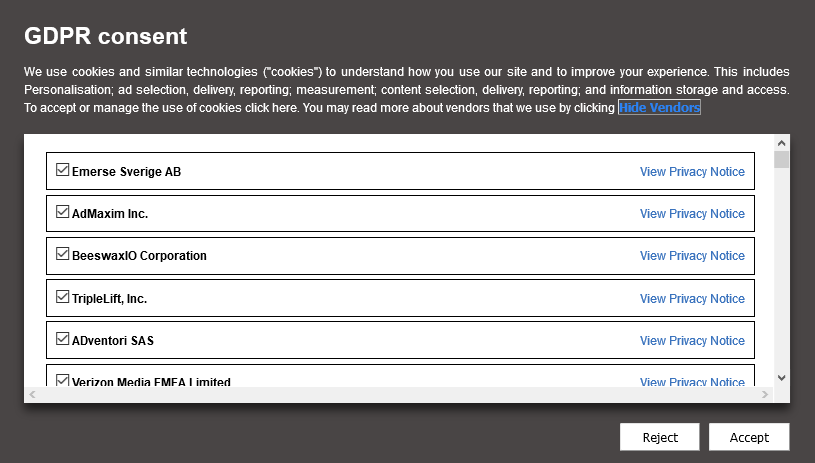 GDPR consent
We use cookies and similar technologies ("cookies") to understand how you use our site and to improve your experience. This includes
Personalisation; ad selection, delivery, reporting; measurement; content selection, delivery, reporting; and information storage and access.
To accept or manage the use of cookies click here. You may read more about vendors that we use by clicking Hide Vendors
Emerse Sverige AB View Privacy Notice
AdMaxim Inc. View Privacy Notice
BeeswaxIO Corporation View Privacy Notice
TripleLift, Inc. View Privacy Notice
ADventori SAS View Privacy Notice
Verizon Media EMEA Limited View Privacy Notice
Reject Accept